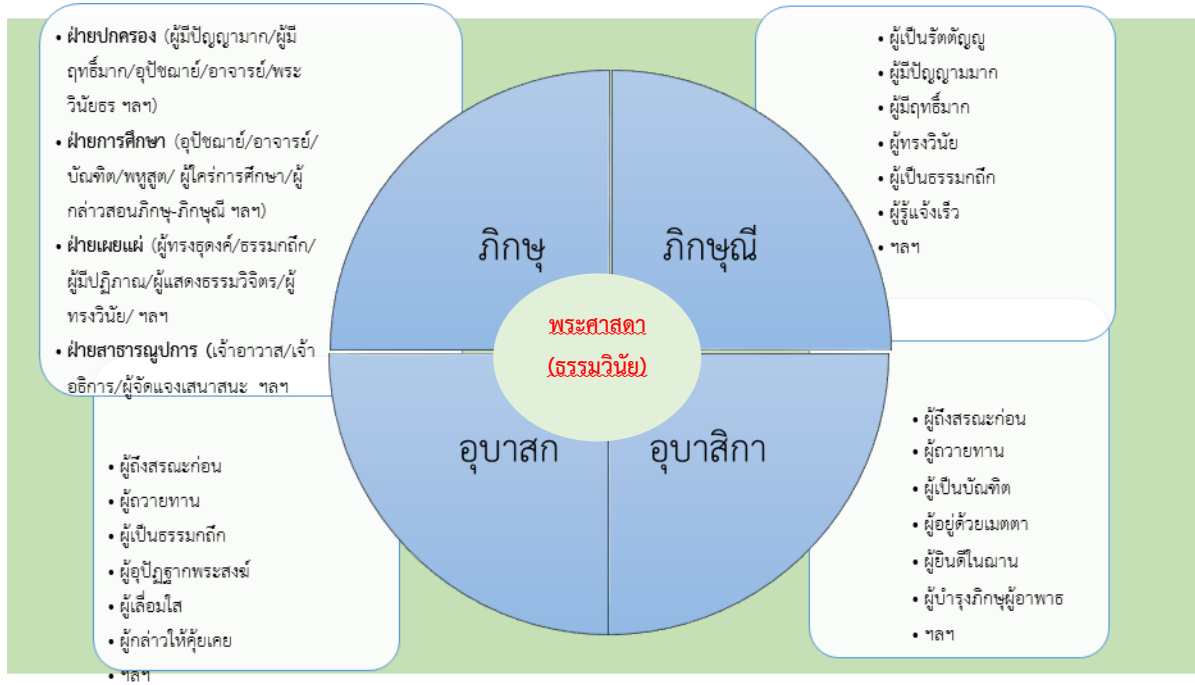 • ฝ่ายปกครอง (ผู้มีปัญญามาก/ผู้มี
ฤทธิ์มาก/อุปัชฌาย์/อาจารย์/พระ
วินัยธร ฯลฯ)
• ฝ่ายการศึกษา (อุปัชฌาย์/อาจารย์/
บัณฑิต/พหูสูต/ ผู้ใคร่การศึกษา/ผู้
กล่าวสอนภิกษุ-ภิกษุณี ฯลฯ)
• ฝ่ายเผยแผ่ (ผู้ทรงธุดงค์/ธรรมกถึก/
ผู้มีปฏิภาณ/ผู้แสดงธรรมวิจิตร/ผู้
ทรงวินัย/ ฯลฯ
• ฝ่ายสาธารณูปการ (เจ้าอาวาส/เจ้า
อธิการ/ผู้จัดแจงเสนาสนะ ฯลฯ
• ผู้เป็นรัตตัญญู
• ผู้มีปัญญามมาก
• ผู้มีฤทธิ์มาก
• ผู้ทรงวินัย
• ผู้เป็นธรรมกถึก
• ผู้รู้แจ้งเร็ว
• ฯลฯ
ภิกษุ
ภิกษุณี
พระศาสดา
(ธรรมวินัย)
อุบาสก
อุบาสิกา
• ผู้ถึงสรณะก่อน
• ผู้ถวายทาน
• ผู้เป็นธรรมกถึก
• ผู้อุปัฏฐากพระสงฆ์
• ผู้เลื่อมใส
• ผู้กล่าวให้คุ้ยเคย
• ฯลฯ
• ผู้ถึงสรณะก่อน
• ผู้ถวายทาน
• ผู้เป็นบัณฑิต
• ผู้อยู่ด้วยเมตตา
• ผู้ยินดีในฌาน
• ผู้บำรุงภิกษุผู้อาพาธ
• ฯลฯ